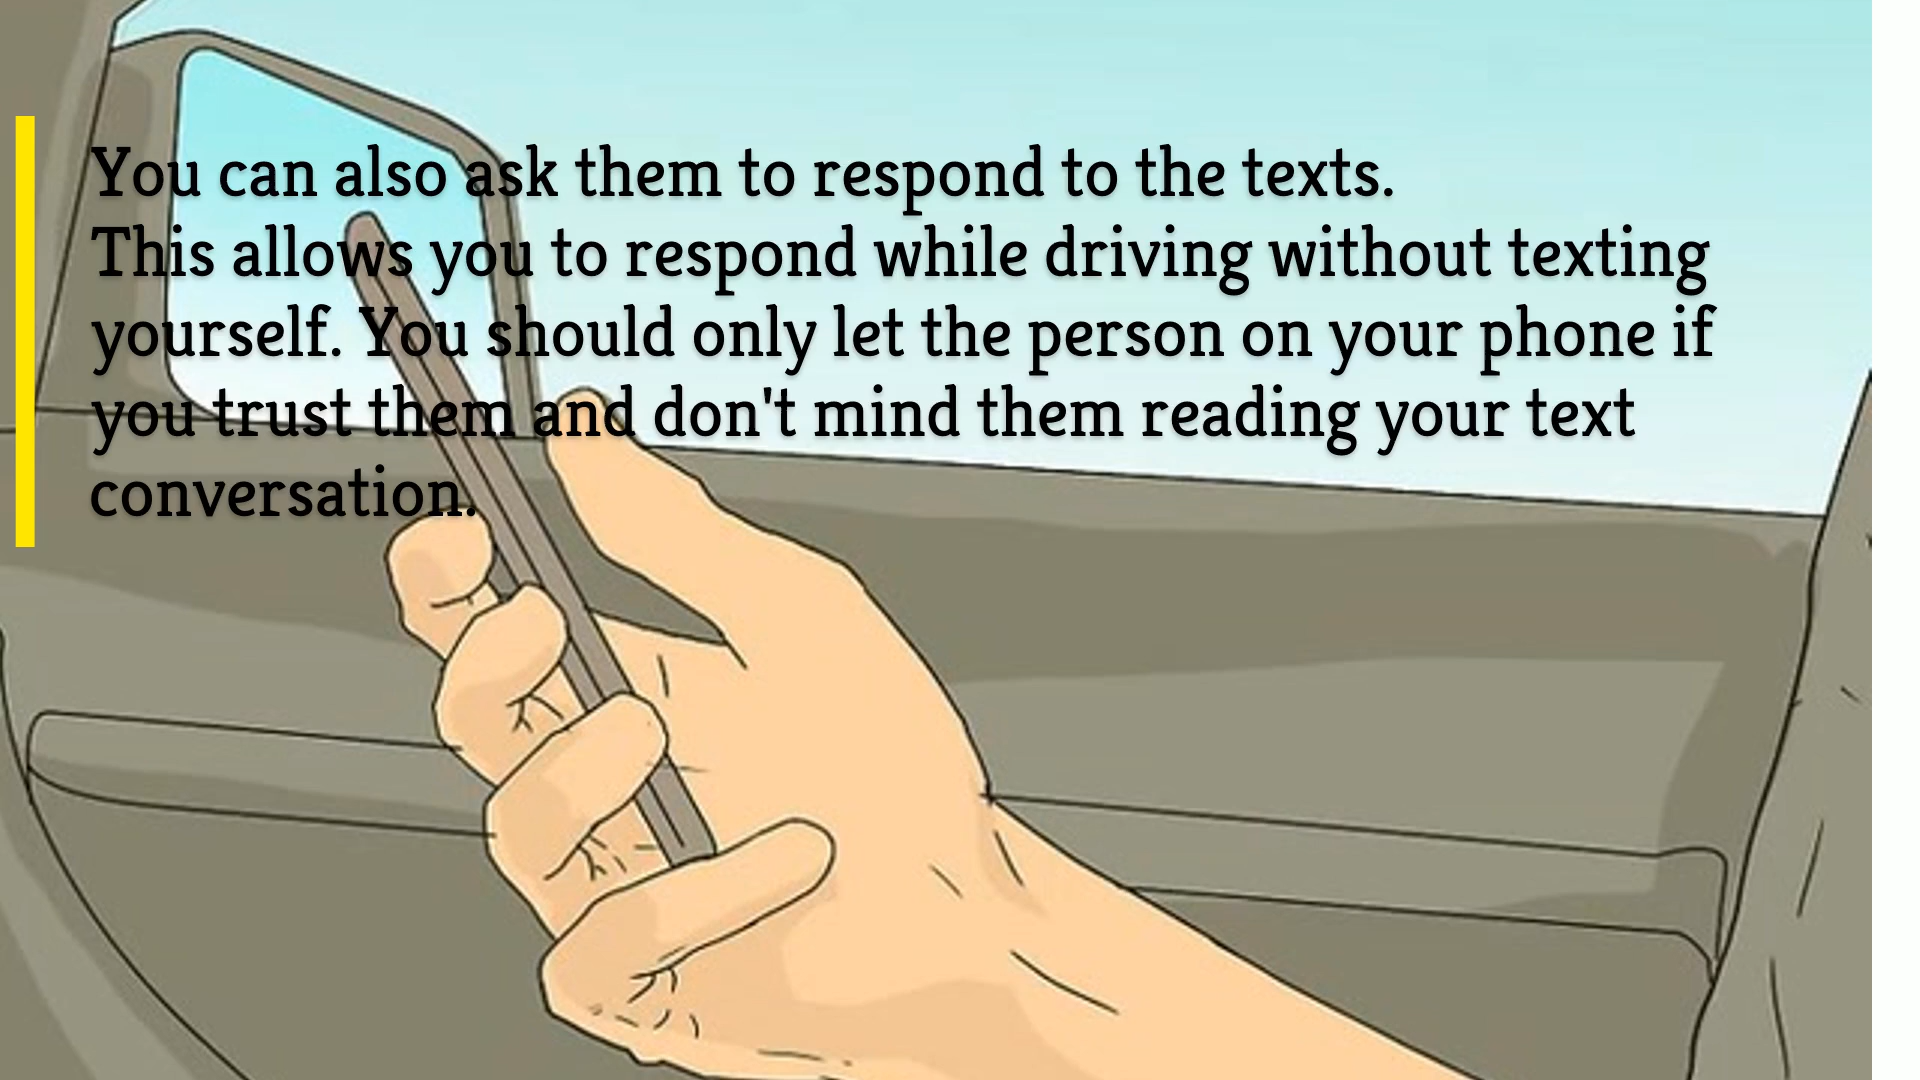 You can also ask them to respond to the texts.
This allows you to respond while driving without texting
yourself. You should only let the person on your phone if
you trust them and don't mind them reading your text
conversation.